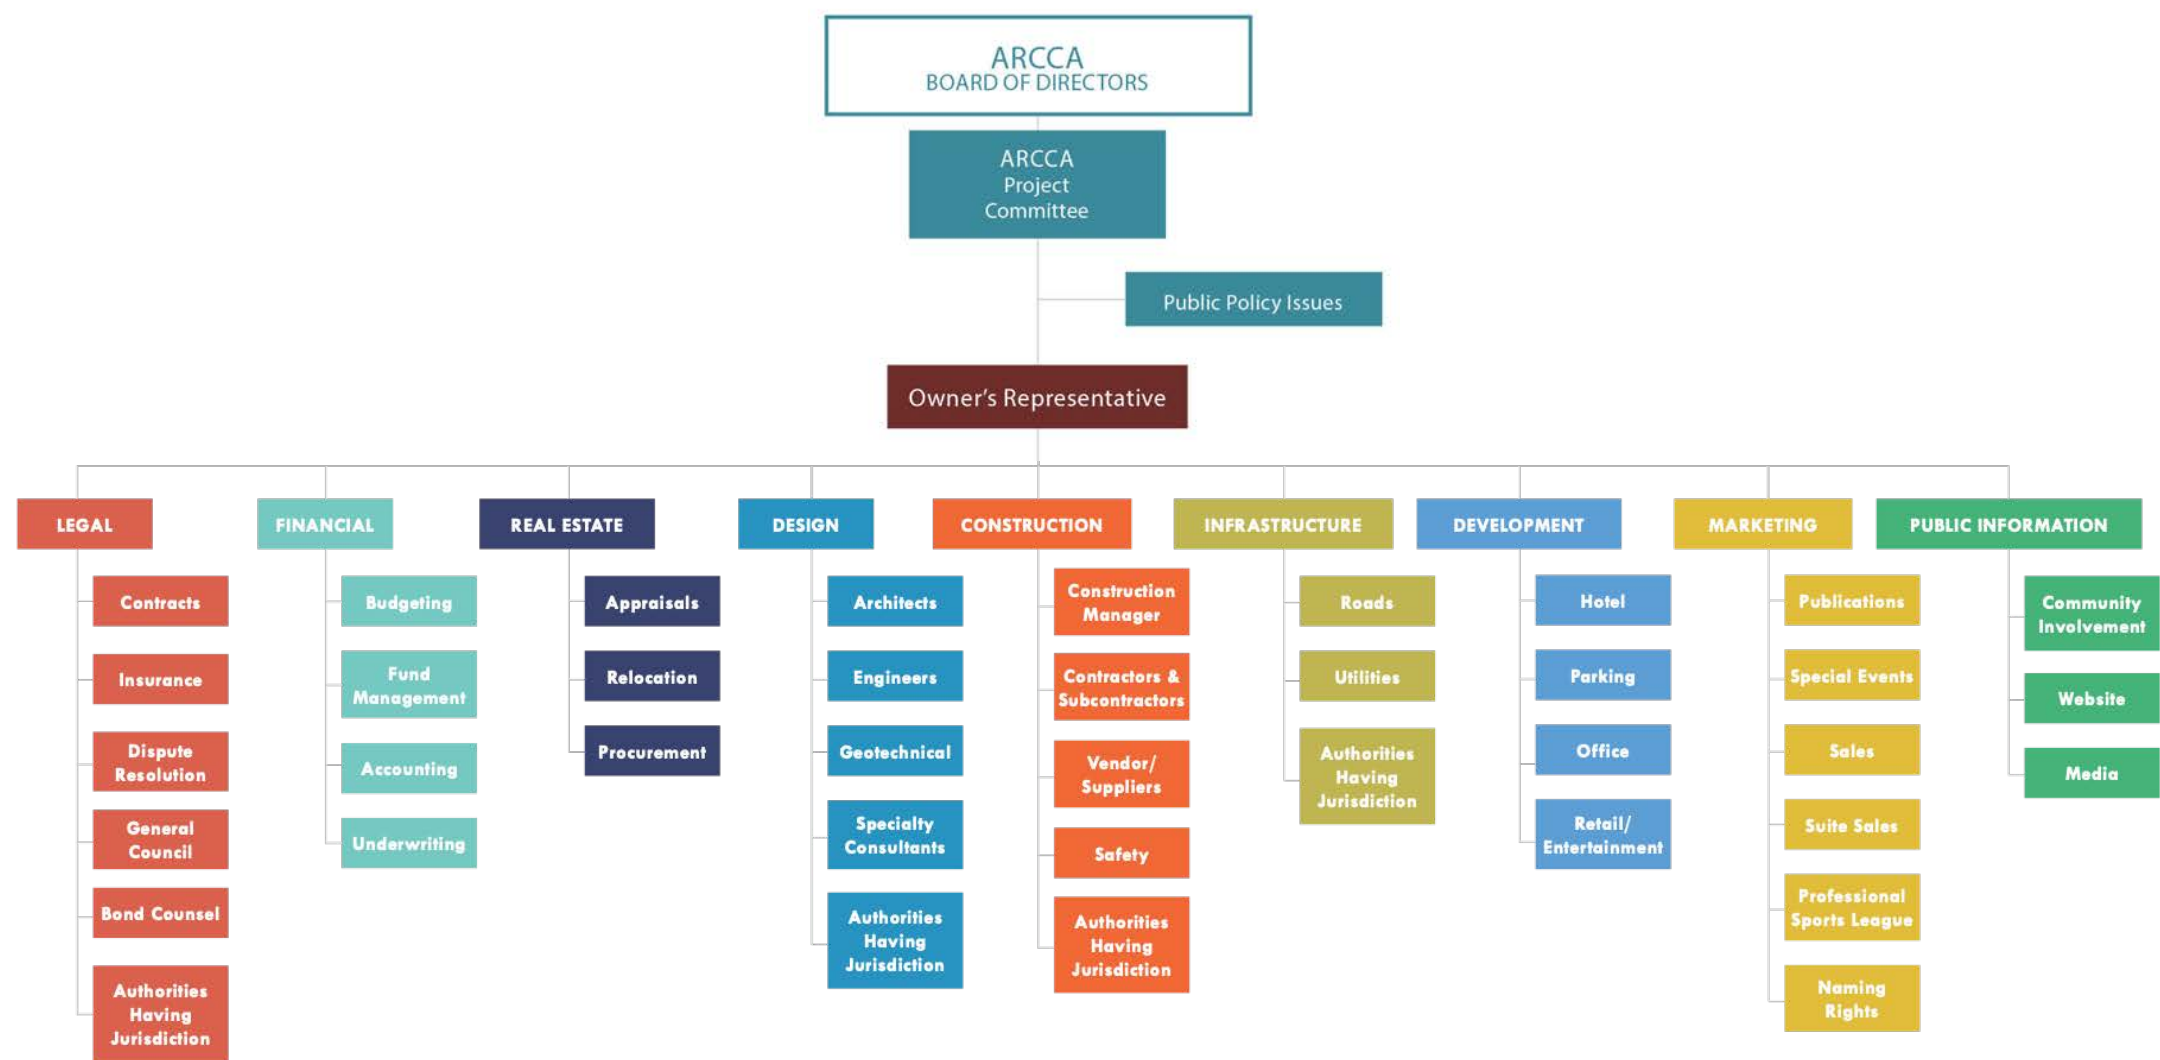 ARCCA
BOARD OF DIRECTORS
ARCCA
Project
Committee
Public Policy Issues
Owner's Representative
LEGAL
Contracts
Insurance
Dispute
Resolution
General
Council
Bond Counsel
Authorities
Having
Jurisdiction
FINANCIAL
Budgeting
Fund
Management
Accounting
Underwriting
REAL ESTATE
Appraisals
Relocation
Procurement
DESIGN
Architects
Engineers
Geotechnical
Specialty
Consultants
Authorities
Having
Jurisdiction
CONSTRUCTION
Construction
Manager
Contractors &
Subcontractors
Vendor/
Suppliers
Safety
Authorities
Having
Jurisdiction
INFRASTRUCTURE
Roads
Utilities
Authorities
Having
Jurisdiction
DEVELOPMENT
Hotel
Parking
Office
Retail/
Entertainment
MARKETING
Publications
Special Events
Sales
Suite Sales
Professional
Sports League
Naming
Rights
PUBLIC INFORMATION
Community
Involvement
Website
Media